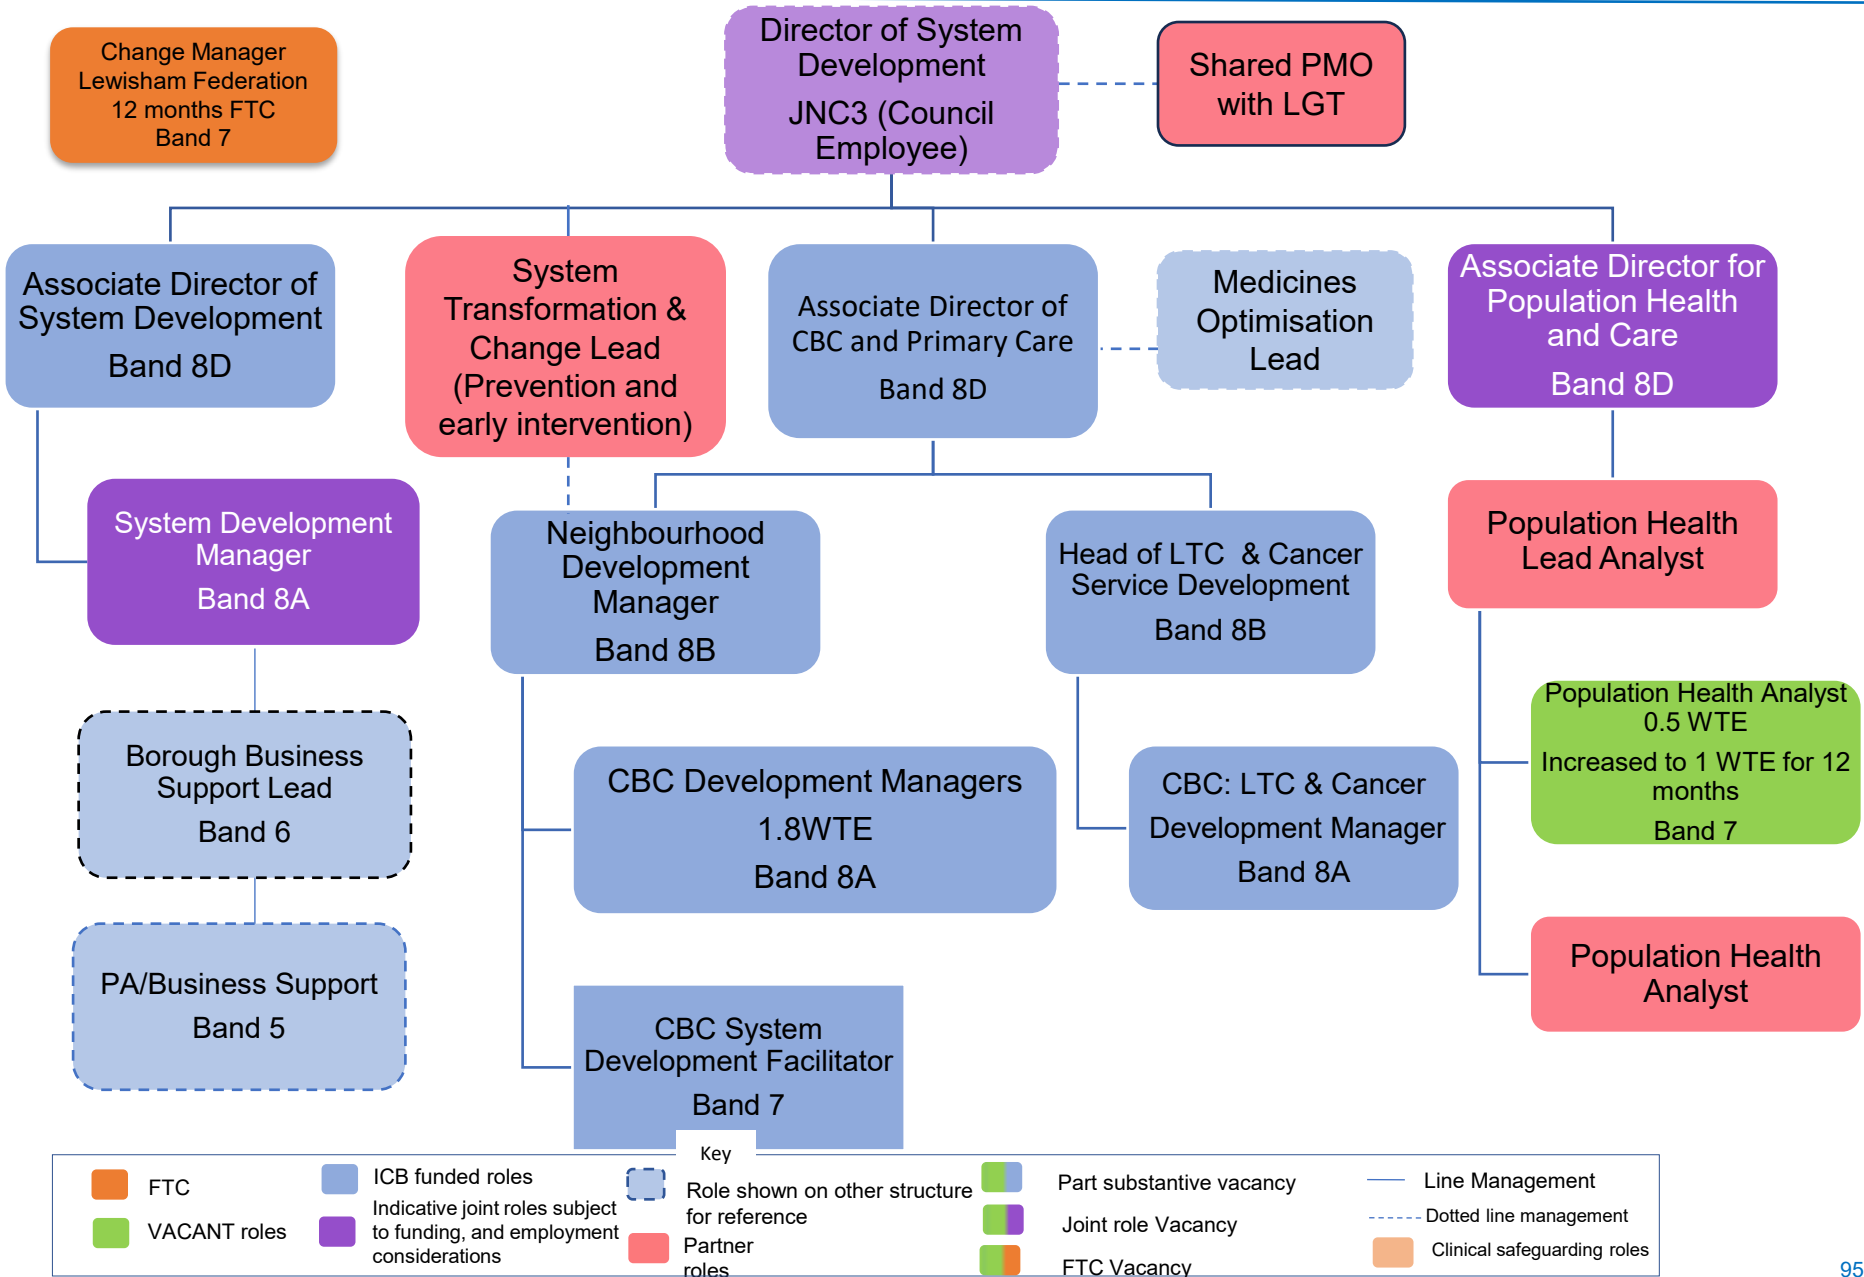 Change Manager
Lewisham Federation
12 months FTC
Band 7
Director of System
Development
JNC3 (Council
Employee)
Shared PMO
with LGT
Associate Director of
System Development
Band 8D
System
Transformation &
Change Lead
(Prevention and
early intervention)
Associate Director of
CBC and Primary Care
Band 8D
Medicines
Optimisation
Lead
Associate Director for
Population Health
and Care
Band 8D
System Development
Manager
Band 8A
Neighbourhood
Development
Manager
Band 8B
Head of LTC & Cancer
Service Development
Band 8B
Population Health
Lead Analyst
Borough Business
Support Lead
Band 6
CBC Development Managers
1.8WTE
Band 8A
CBC: LTC & Cancer
Development Manager
Band 8A
Population Health Analyst
0.5 WTE
Increased to 1 WTE for 12
months
Band 7
PA/Business Support
Band 5
CBC System
Development Facilitator
Band 7
Population Health
Analyst
Key
FTC
VACANT roles
ICB funded roles
Indicative joint roles subject
to funding, and employment
considerations
Role shown on other structure
for reference
Partner
roles
Part substantive vacancy
Joint role Vacancy
FTC Vacancy
Line Management
Dotted line management
Clinical safeguarding roles
95